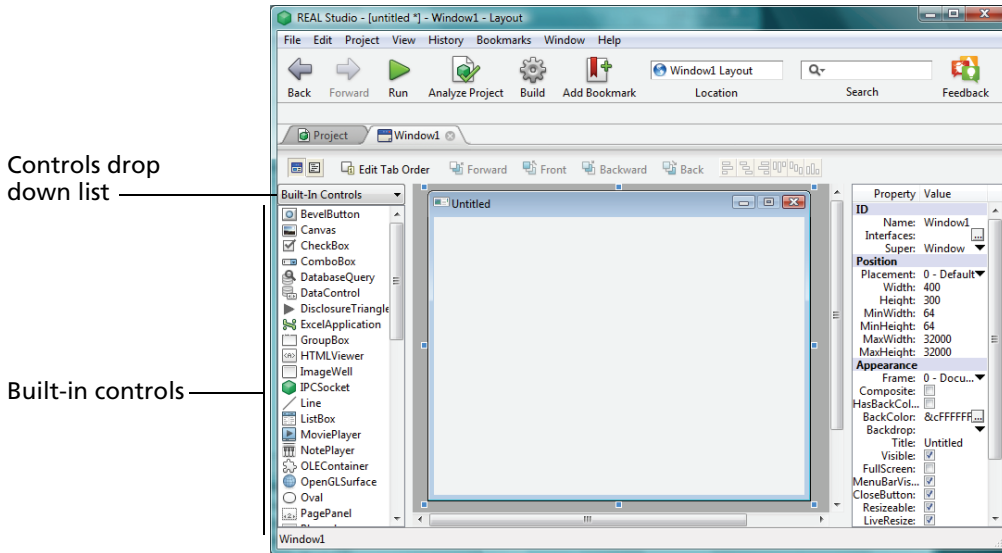 REAL Studio - [untitled *] - Window1 - Layout
File Edit Project View History Bookmarks Window Help
Window1 Layout
Back Forward Run Analyze Project Build Add Bookmark Location Search Feedback
Project Window1
Edit Tab Order Forward Front Backward Back
Controls drop
down list
Built-In Controls
BevelButton
Canvas
CheckBox
ComboBox
DatabaseQuery
DataControl
DisclosureTriangle
ExcelApplication
GroupBox
HTMLViewer
ImageWell
IPCSocket
Line
ListBox
MoviePlayer
NotePlayer
OLEContainer
OpenGLSurface
Oval
PagePanel
Built-in controls
Untitled
Property Value
ID
Name: Window1
Interfaces: ...
Super: Window
Position
Placement: 0 - Default
Width: 400
Height: 300
MinWidth: 64
MinHeight: 64
MaxWidth: 32000
MaxHeight: 32000
Appearance
Frame: 0 - Docu...
Composite:
HasBackCol...
BackColor: &cFFFFFF...
Backdrop:
Title: Untitled
Visible:
FullScreen:
MenuBarVis...
CloseButton:
Resizeable:
LiveResize:
Window1